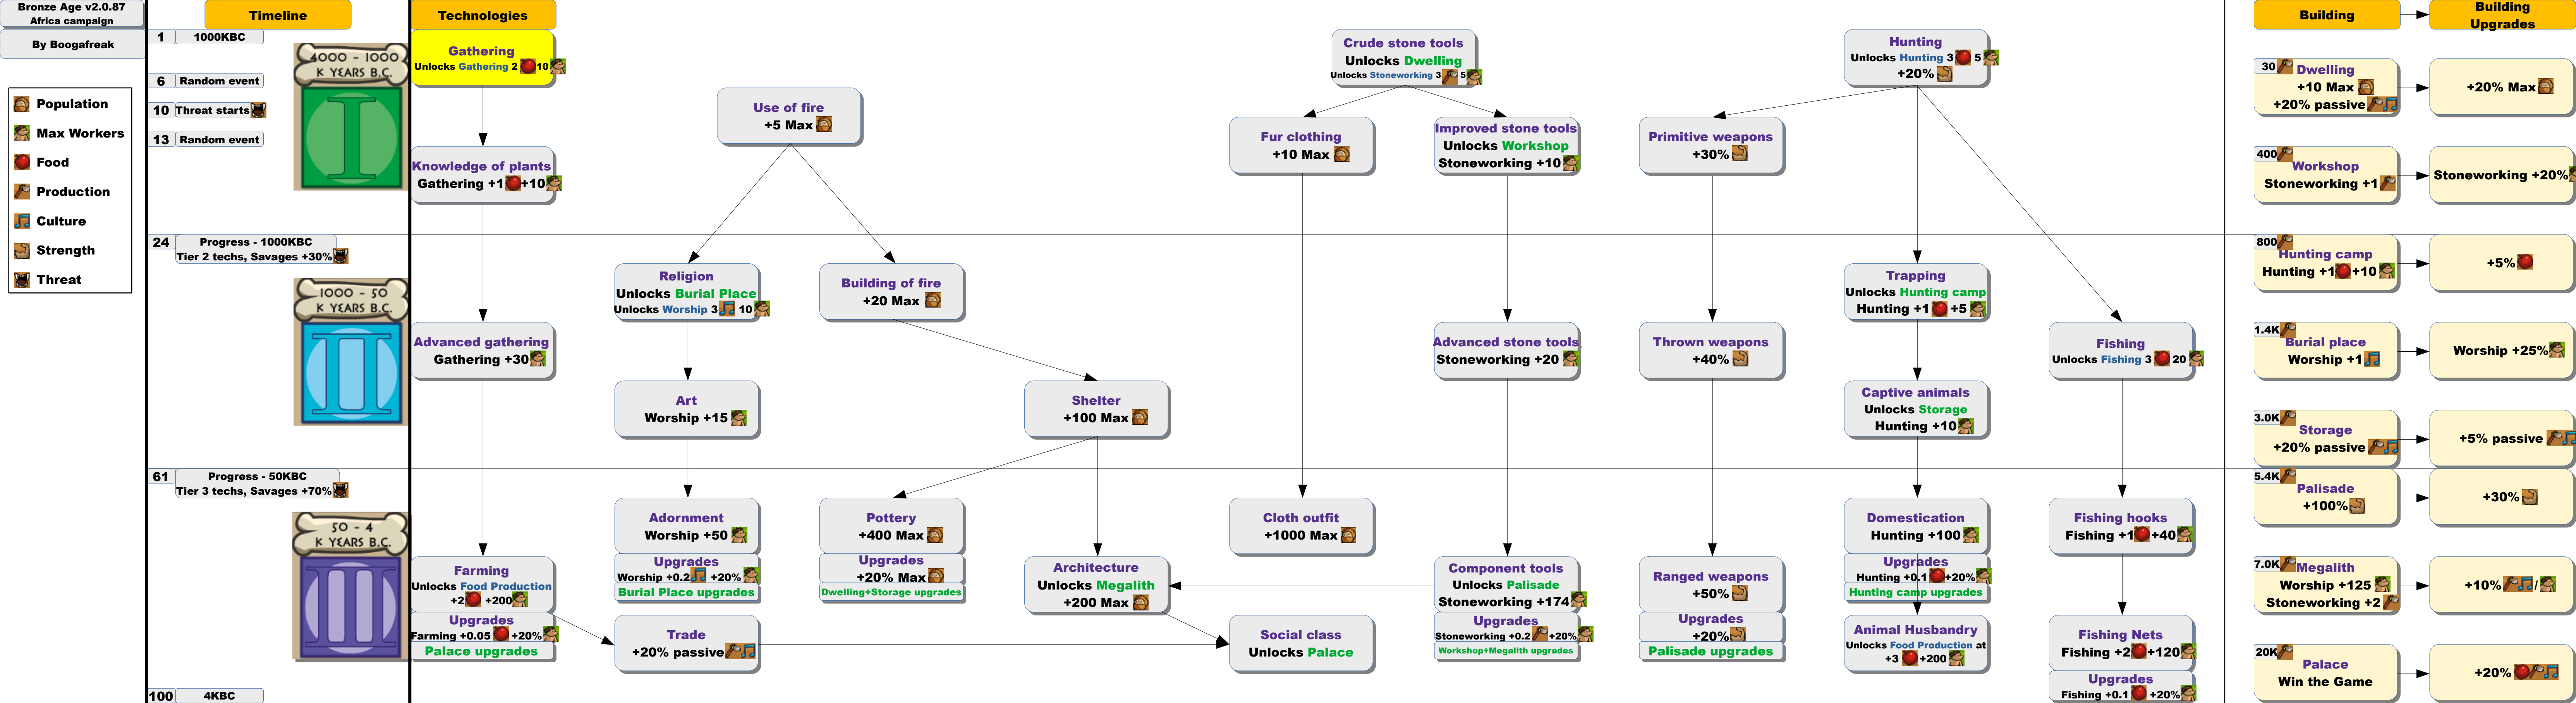 Bronze Age v2.0.87
Africa campaign
By Boogafreak
Population
Max Workers
Food
Production
Culture
Strength
Threat
Timeline
1 1000KBC
6 Random event
10 Threat starts
13 Random event
24 Progress - 1000KBC
Tier 2 techs, Savages +30%
61 Progress - 50KBC
Tier 3 techs, Savages +70%
100 4KBC
4000 - 1000
K YEARS B.C.
I
1000 - 50
K YEARS B.C.
II
50 - 4
K YEARS B.C.
III
Technologies
Gathering
Unlocks Gathering 2 10
Knowledge of plants
Gathering +1 +10
Advanced gathering
Gathering +30
Farming
Unlocks Food Production
+2 +200
Upgrades
Farming +0.05 +20%
Palace upgrades
Use of fire
+5 Max
Religion
Unlocks Burial Place
Unlocks Worship 3 10
Building of fire
+20 Max
Art
Worship +15
Shelter
+100 Max
Adornment
Worship +50
Upgrades
Worship +0.2 +20%
Burial Place upgrades
Trade
+20% passive
Pottery
+400 Max
Upgrades
+20% Max
Dwelling+Storage upgrades
Architecture
Unlocks Megalith
+200 Max
Crude stone tools
Unlocks Dwelling
Unlocks Stoneworking 3 5
Fur clothing
+10 Max
Improved stone tools
Unlocks Workshop
Stoneworking +10
Advanced stone tools
Stoneworking +20
Cloth outfit
+1000 Max
Social class
Unlocks Palace
Component tools
Unlocks Palisade
Stoneworking +174
Upgrades
Stoneworking +0.2 +20%
Workshop+Megalith upgrades
Hunting
Unlocks Hunting 3 5
+20%
Primitive weapons
+30%
Thrown weapons
+40%
Ranged weapons
+50%
Upgrades
+20%
Palisade upgrades
Trapping
Unlocks Hunting camp
Hunting +1 +5
Captive animals
Unlocks Storage
Hunting +10
Domestication
Hunting +100
Upgrades
Hunting +0.1 +20%
Hunting camp upgrades
Animal Husbandry
Unlocks Food Production at
+3 +200
Fishing
Unlocks Fishing 3 20
Fishing hooks
Fishing +1 +40
Fishing Nets
Fishing +2 +120
Upgrades
Fishing +0.1 +20%
Building
Building
Upgrades
30
Dwelling
+10 Max
+20% passive
+20% Max
400
Workshop
Stoneworking +1
Stoneworking +20%
800
Hunting camp
Hunting +1 +10
+5%
1.4K
Burial place
Worship +1
Worship +25%
3.0K
Storage
+20% passive
+5% passive
5.4K
Palisade
+100%
+30%
7.0K
Megalith
Worship +125
Stoneworking +2
+10% /
20K
Palace
Win the Game
+20%